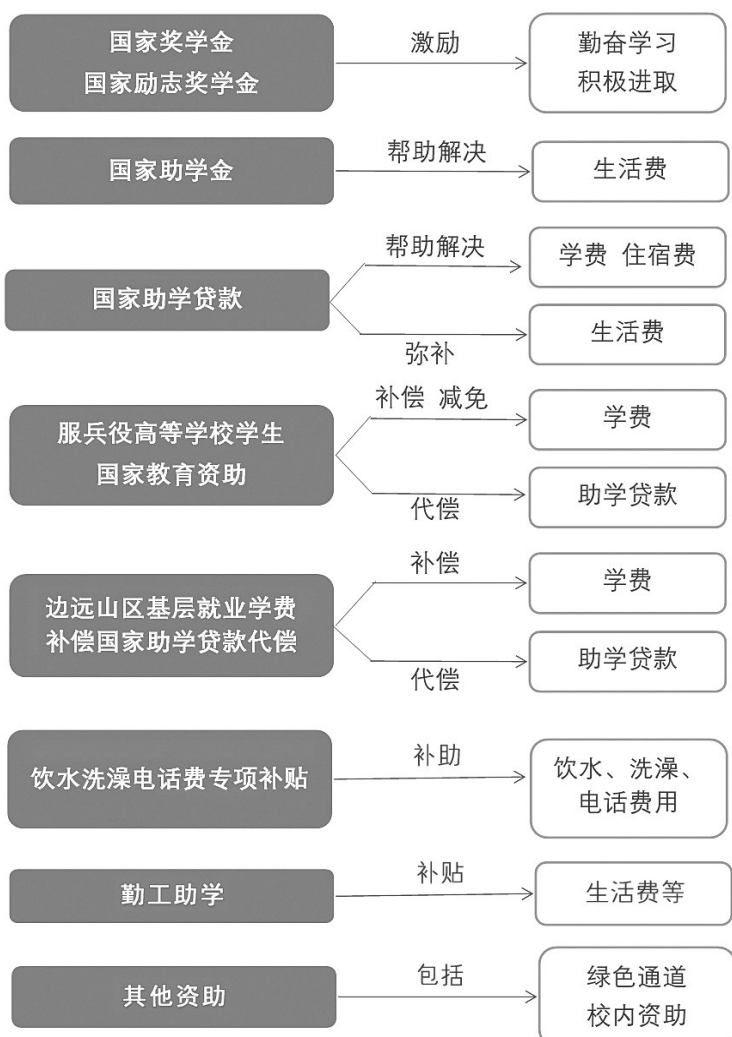 国家奖学金
国家励志奖学金
激励
勤奋学习
积极进取
国家助学金
帮助解决
生活费
国家助学贷款
帮助解决
学费 住宿费
弥补
生活费
服兵役高等学校学生
国家教育资助
补偿 减免
学费
代偿
助学贷款
边远山区基层就业学费
补偿国家助学贷款代偿
补偿
学费
代偿
助学贷款
饮水洗澡电话费专项补贴
补助
饮水、洗澡、
电话费用
勤工助学
补贴
生活费等
其他资助
包括
绿色通道
校内资助